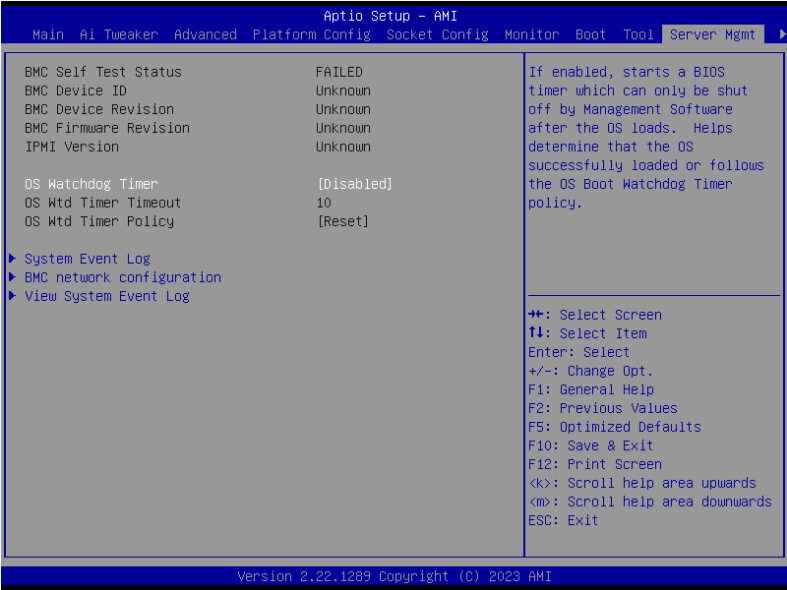 Aptio Setup – AMI
Main Ai Tweaker Advanced Platform Config Socket Config Monitor Boot Tool Server Mgmt
BMC Self Test Status FAILED
BMC Device ID Unknown
BMC Device Revision Unknown
BMC Firmware Revision Unknown
IPMI Version Unknown
OS Watchdog Timer [Disabled]
OS Wtd Timer Timeout 10
OS Wtd Timer Policy [Reset]
System Event Log
BMC network configuration
View System Event Log
If enabled, starts a BIOS
timer which can only be shut
off by Management Software
after the OS loads. Helps
determine that the OS
successfully loaded or follows
the OS Boot Watchdog Timer
policy.
→←: Select Screen
↑↓: Select Item
Enter: Select
+/-: Change Opt.
F1: General Help
F2: Previous Values
F5: Optimized Defaults
F10: Save & Exit
F12: Print Screen
<k>: Scroll help area upwards
<m>: Scroll help area downwards
ESC: Exit
Version 2.22.1289 Copyright (C) 2023 AMI